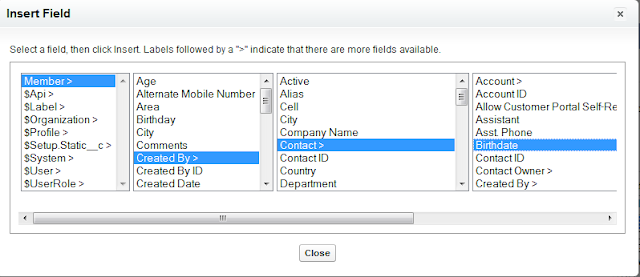 Insert Field
Select a field, then click Insert. Labels followed by a ">" indicate that there are more fields available.
Member >
$Api >
$Label >
$Organization >
$Profile >
$Setup.Static__c >
$System >
$User >
$UserRole >
Age
Alternate Mobile Number
Area
Birthday
City
Comments
Created By >
Created By ID
Created Date
Active
Alias
Cell
City
Company Name
Contact >
Contact ID
Country
Department
Account >
Account ID
Allow Customer Portal Self-Re
Assistant
Asst. Phone
Birthdate
Contact ID
Contact Owner >
Created By >
Close